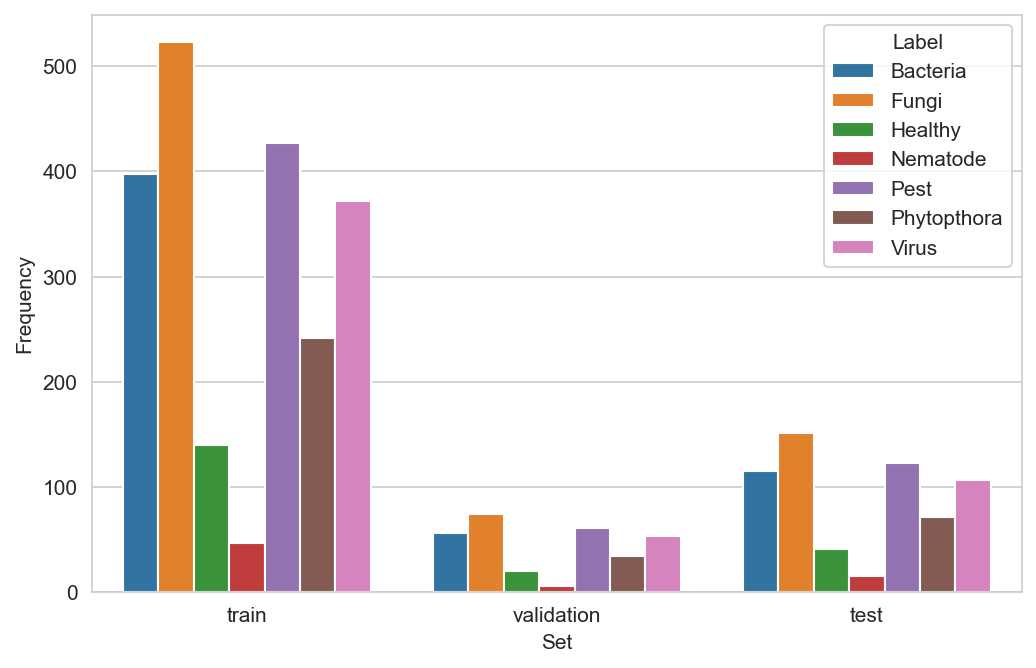 Label
Bacteria
Fungi
Healthy
Nematode
Pest
Phytopthora
Virus
500
400
300
200
100
0
Frequency
train
validation
test
Set